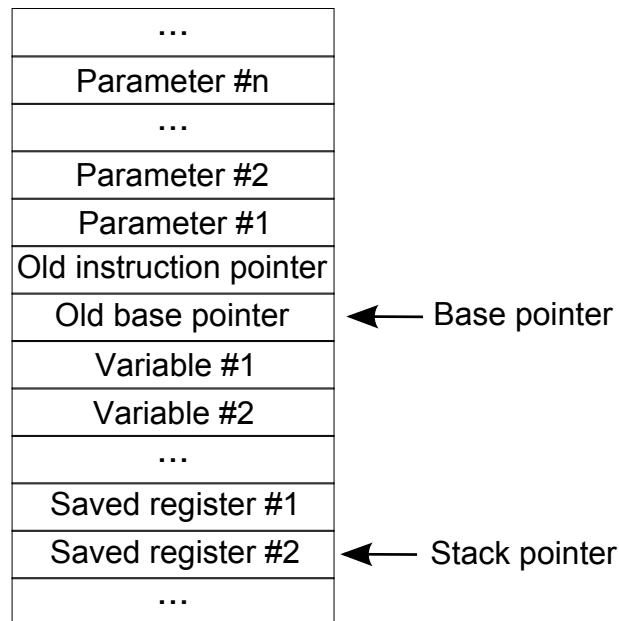 ...
Parameter #n
...
Parameter #2
Parameter #1
Old instruction pointer
Old base pointer
Base pointer
Variable #1
Variable #2
...
Saved register #1
Saved register #2
Stack pointer
...